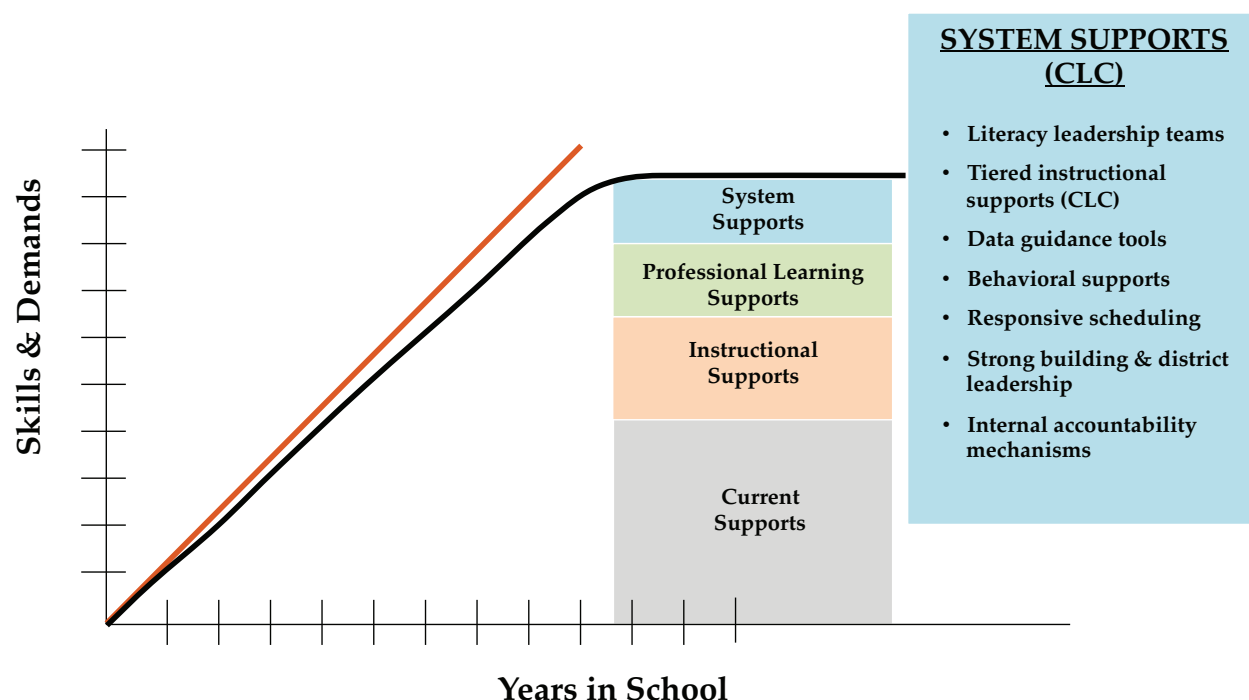 SYSTEM SUPPORTS
(CLC)
• Literacy leadership teams
• Tiered instructional
supports (CLC)
• Data guidance tools
• Behavioral supports
• Responsive scheduling
• Strong building & district
leadership
• Internal accountability
mechanisms
Skills & Demands
System
Supports
Professional Learning
Supports
Instructional
Supports
Current
Supports
Years in School